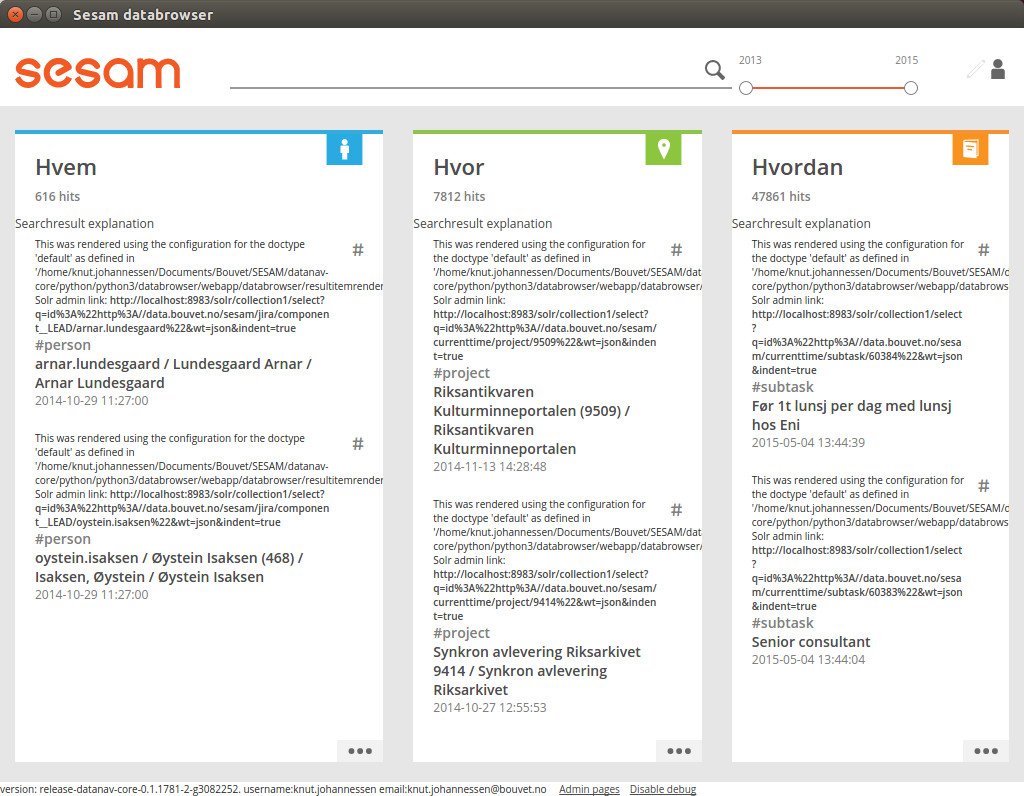 Sesam databrowser
sesam
2013
2015
Hvem
616 hits
Searchresult explanation
This was rendered using the configuration for the doctype
'default' as defined in
'/home/knut.johannessen/Documents/Bouvet/SESAM/datanav-
core/python/python3/databrowser/webapp/databrowser/resultitemrender
Solr admin link: http://localhost:8983/solr/collection1/select?
q=id%3A%22http%3A//data.bouvet.no/sesam/jira/componen
t__LEAD/arnar.lundesgaard%22&wt=json&indent=true
#
#person
arnar.lundesgaard / Lundesgaard Arnar /
Arnar Lundesgaard
2014-10-29 11:27:00
This was rendered using the configuration for the doctype
'default' as defined in
'/home/knut.johannessen/Documents/Bouvet/SESAM/datanav-
core/python/python3/databrowser/webapp/databrowser/resultitemrender
Solr admin link: http://localhost:8983/solr/collection1/select?
q=id%3A%22http%3A//data.bouvet.no/sesam/jira/componen
t__LEAD/oystein.isaksen%22&wt=json&indent=true
#
#person
oystein.isaksen / Øystein Isaksen (468) /
Isaksen, Øystein / Øystein Isaksen
2014-10-29 11:27:00
Hvor
7812 hits
Searchresult explanation
This was rendered using the configuration for
the doctype 'default' as defined in
'/home/knut.johannessen/Documents/Bouvet/SESAM/dat
core/python/python3/databrowser/webapp/databrowser/
Solr admin link:
http://localhost:8983/solr/collection1/select?
q=id%3A%22http%3A//data.bouvet.no/sesam/
currenttime/project/9509%22&wt=json&inden
t=true
#
#project
Riksantikvaren
Kulturminneportalen (9509) /
Riksantikvaren
Kulturminneportalen
2014-11-13 14:28:48
This was rendered using the configuration for
the doctype 'default' as defined in
'/home/knut.johannessen/Documents/Bouvet/SESAM/dat
core/python/python3/databrowser/webapp/databrowser/
Solr admin link:
http://localhost:8983/solr/collection1/select?
q=id%3A%22http%3A//data.bouvet.no/sesam/
currenttime/project/9414%22&wt=json&inden
t=true
#
#project
Synkron avlevering Riksarkivet
9414 / Synkron avlevering
Riksarkivet
2014-10-27 12:55:53
Hvordan
47861 hits
Searchresult explanation
This was rendered using the configuration for
the doctype 'default' as defined in
'/home/knut.johannessen/Documents/Bouvet/SESAM/d
core/python/python3/databrowser/webapp/databrows
Solr admin link:
http://localhost:8983/solr/collection1/select
?
q=id%3A%22http%3A//data.bouvet.no/sesa
m/currenttime/subtask/60384%22&wt=json
&indent=true
#
#subtask
Før 1t lunsj per dag med lunsj
hos Eni
2015-05-04 13:44:39
This was rendered using the configuration for
the doctype 'default' as defined in
'/home/knut.johannessen/Documents/Bouvet/SESAM/d
core/python/python3/databrowser/webapp/databrows
Solr admin link:
http://localhost:8983/solr/collection1/select
?
q=id%3A%22http%3A//data.bouvet.no/sesa
m/currenttime/subtask/60383%22&wt=json
&indent=true
#
#subtask
Senior consultant
2015-05-04 13:44:04
version: release-datanav-core-0.1.1781-2-g3082252. username:knut.johannessen email:knut.johannessen@bouvet.no Admin pages Disable debug